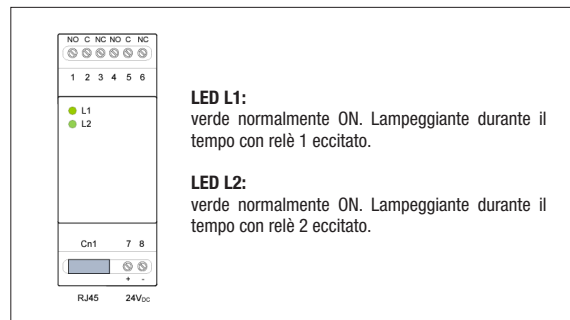 NO C NC NO C NC
1 2 3 4 5 6
L1
L2
Cn1 7 8
+ -
RJ45 24VDC
LED L1:
verde normalmente ON. Lampeggiante durante il
tempo con relè 1 eccitato.
LED L2:
verde normalmente ON. Lampeggiante durante il
tempo con relè 2 eccitato.